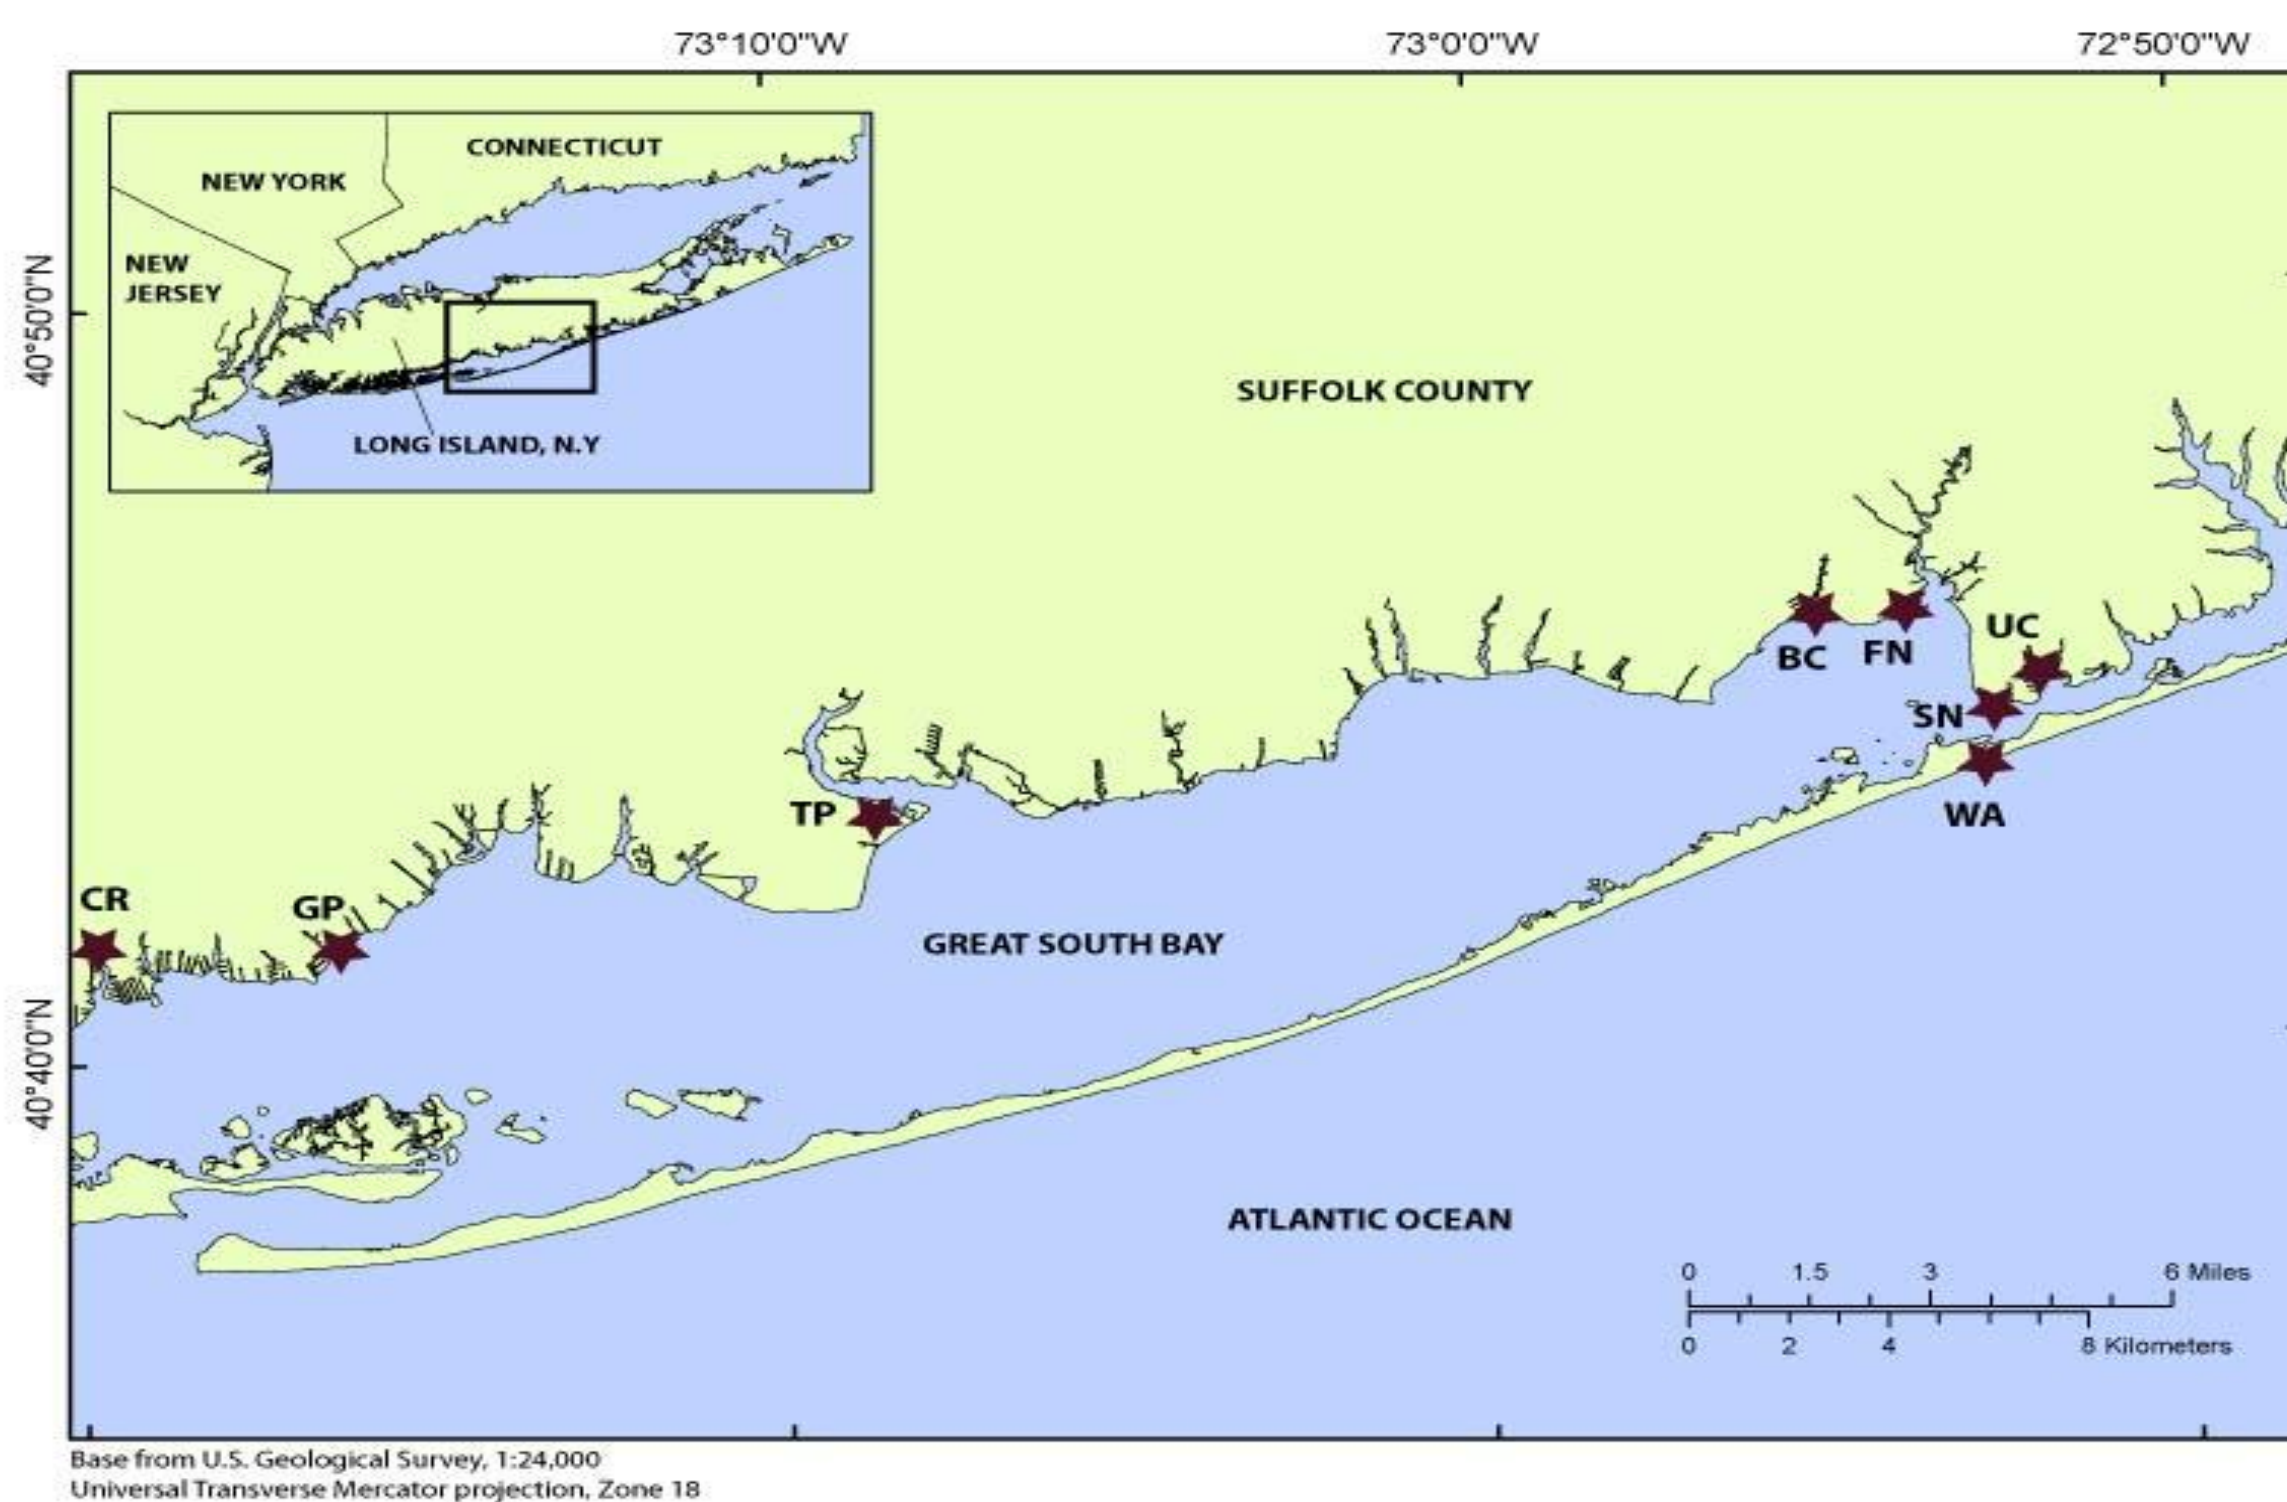 73°10'0"W
73°0'0"W
72°50'0"W
40°50'0"N
40°40'0"N
CONNECTICUT
NEW YORK
NEW
JERSEY
LONG ISLAND, N.Y
SUFFOLK COUNTY
UC
BC
FN
SN
WA
TP
CR
GP
GREAT SOUTH BAY
ATLANTIC OCEAN
0 1.5 3 6 Miles
0 2 4 8 Kilometers
Base from U.S. Geological Survey, 1:24,000
Universal Transverse Mercator projection, Zone 18